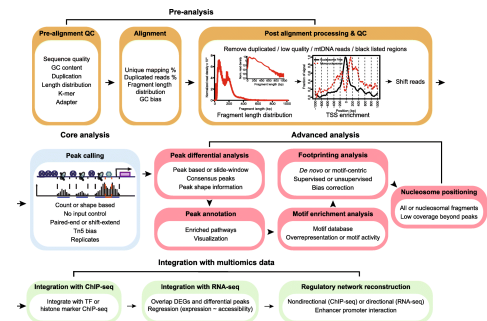 Pre-analysis
Pre-alignment QC
Sequence quality
GC content
Duplication
Length distribution
K-mer
Adapter
Alignment
Unique mapping %
Duplicated reads %
Fragment length
distribution
GC bias
Post alignment processing & QC
Remove duplicated / low quality / mtDNA reads / black listed regions
Fragment length (bp)
Fragment length distribution
TSS enrichment
Shift reads
Core analysis
Peak calling
Count or shape based
No input control
Paired-end or shift-extend
Tn5 bias
Replicates
Advanced analysis
Peak differential analysis
Peak based or slide-window
Consensus peaks
Peak shape information
Peak annotation
Enriched pathways
Visualization
Footprinting analysis
De novo or motif-centric
Supervised or unsupervised
Bias correction
Motif enrichment analysis
Motif database
Overrepresentation or motif activity
Nucleosome positioning
All or nucleosomal fragments
Low coverage beyond peaks
Integration with multiomics data
Integration with ChIP-seq
Integrate with TF or
histone marker ChIP-seq
Integration with RNA-seq
Overlap DEGs and differential peaks
Regression (expression ~ accessibility)
Regulatory network reconstruction
Nondirectional (ChIP-seq) or directional (RNA-seq)
Enhancer promoter interaction